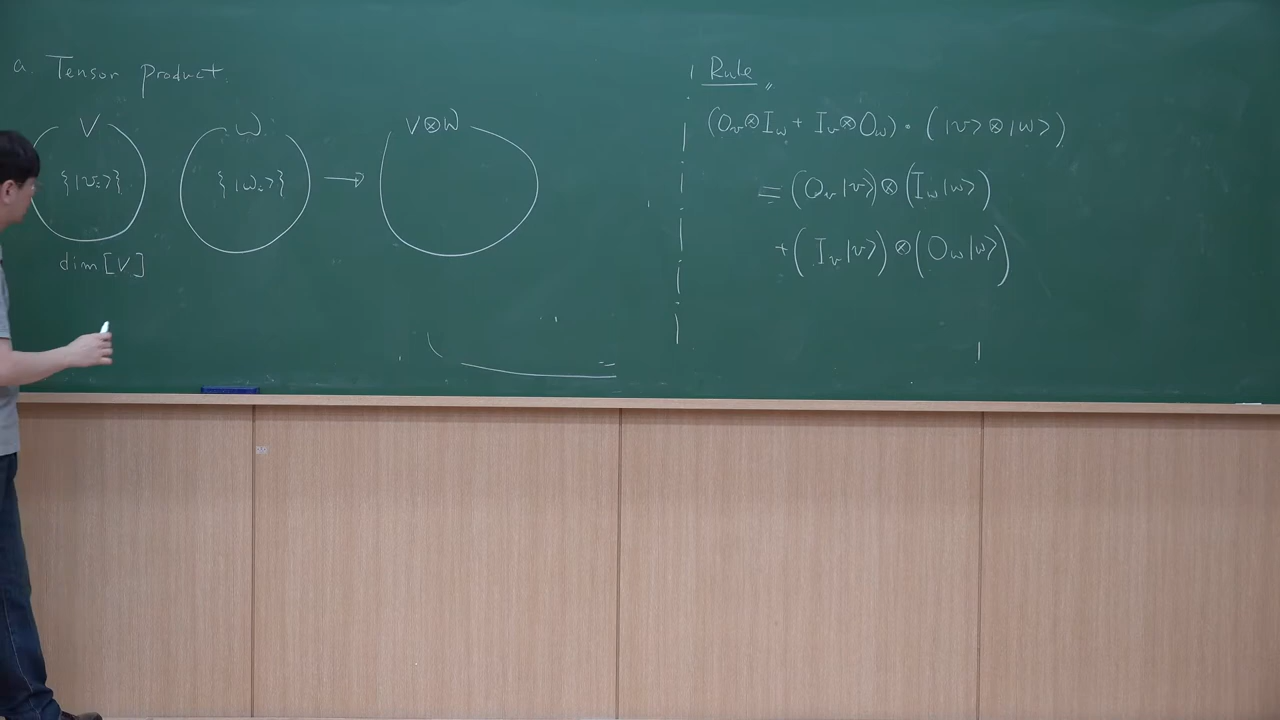 a. Tensor product
V W → V⊗W
{|vᵢ>} {|wᵢ>}
dim[V]
Rule
(O_v⊗I_w + I_v⊗O_w)·(|v>⊗|w>)
= (O_v|v>)⊗(I_w|w>)
+ (I_v|v>)⊗(O_w|w>)